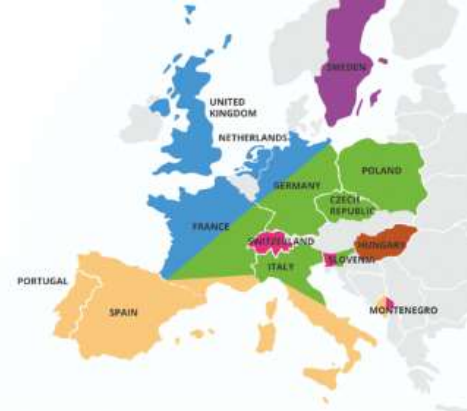 SWEDEN
UNITED
KINGDOM
NETHERLANDS
POLAND
GERMANY
CZECH
REPUBLIC
FRANCE
SWITZERLAND
HUNGARY
SLOVENIA
ITALY
PORTUGAL
SPAIN
MONTENEGRO